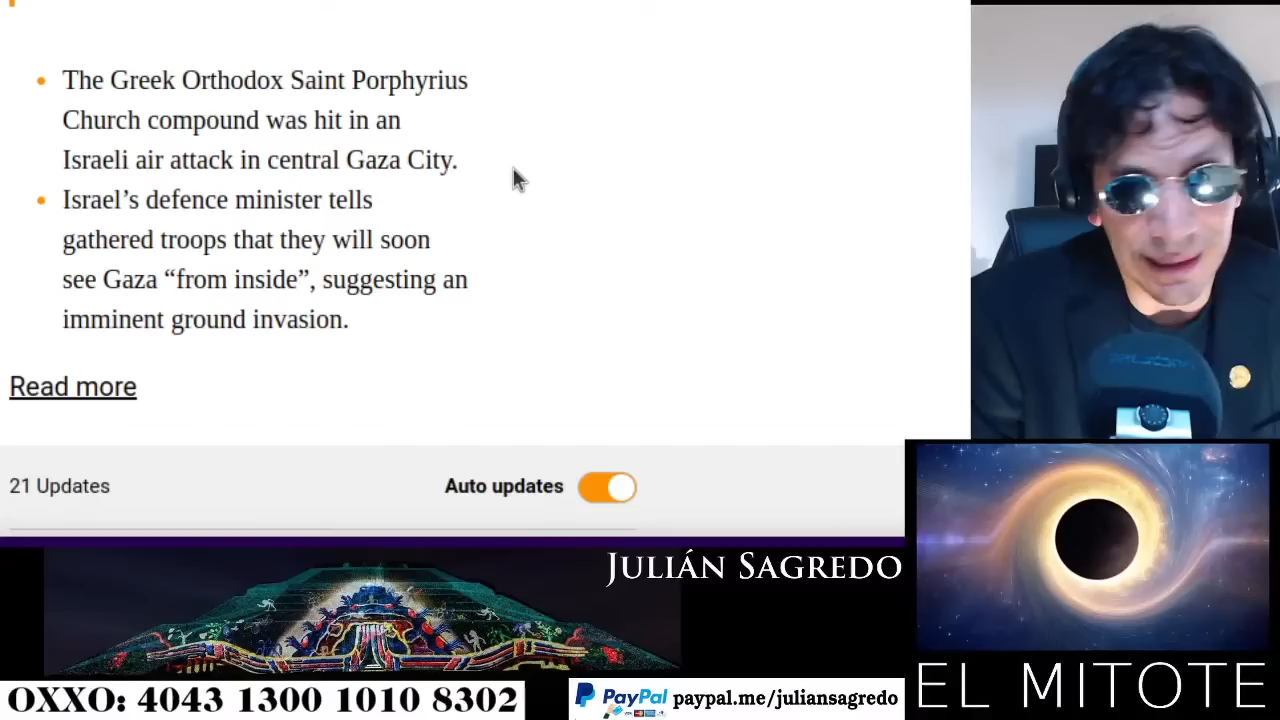 The Greek Orthodox Saint Porphyrius
Church compound was hit in an
Israeli air attack in central Gaza City.
Israel’s defence minister tells
gathered troops that they will soon
see Gaza “from inside”, suggesting an
imminent ground invasion.
Read more
21 Updates
Auto updates
JULIÁN SAGREDO
OXXO: 4043 1300 1010 8302
PayPal paypal.me/juliansagredo
EL MITOTE